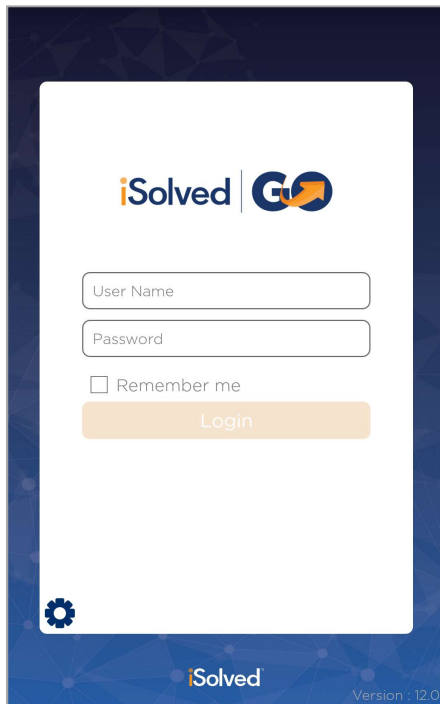 iSolved GO
User Name
Password
Remember me
Login
iSolved
Version : 12.0